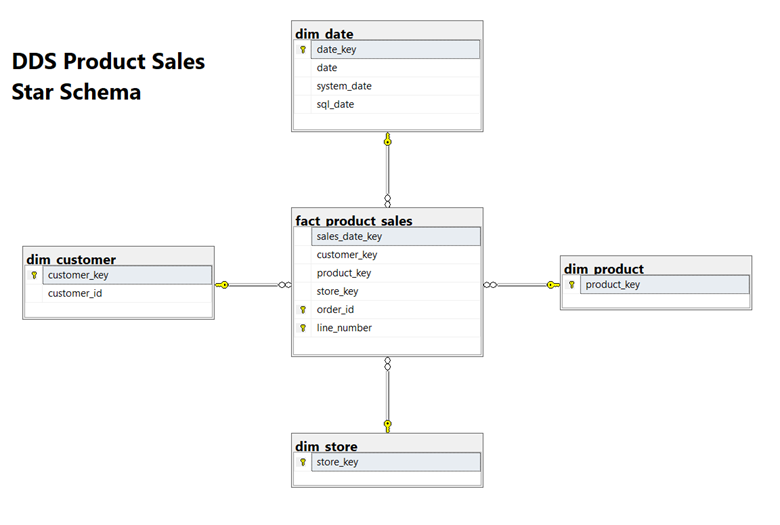 DDS Product Sales
Star Schema
dim_date
date_key
date
system_date
sql_date
fact_product_sales
sales_date_key
customer_key
product_key
store_key
order_id
line_number
dim_customer
customer_key
customer_id
dim_product
product_key
dim_store
store_key